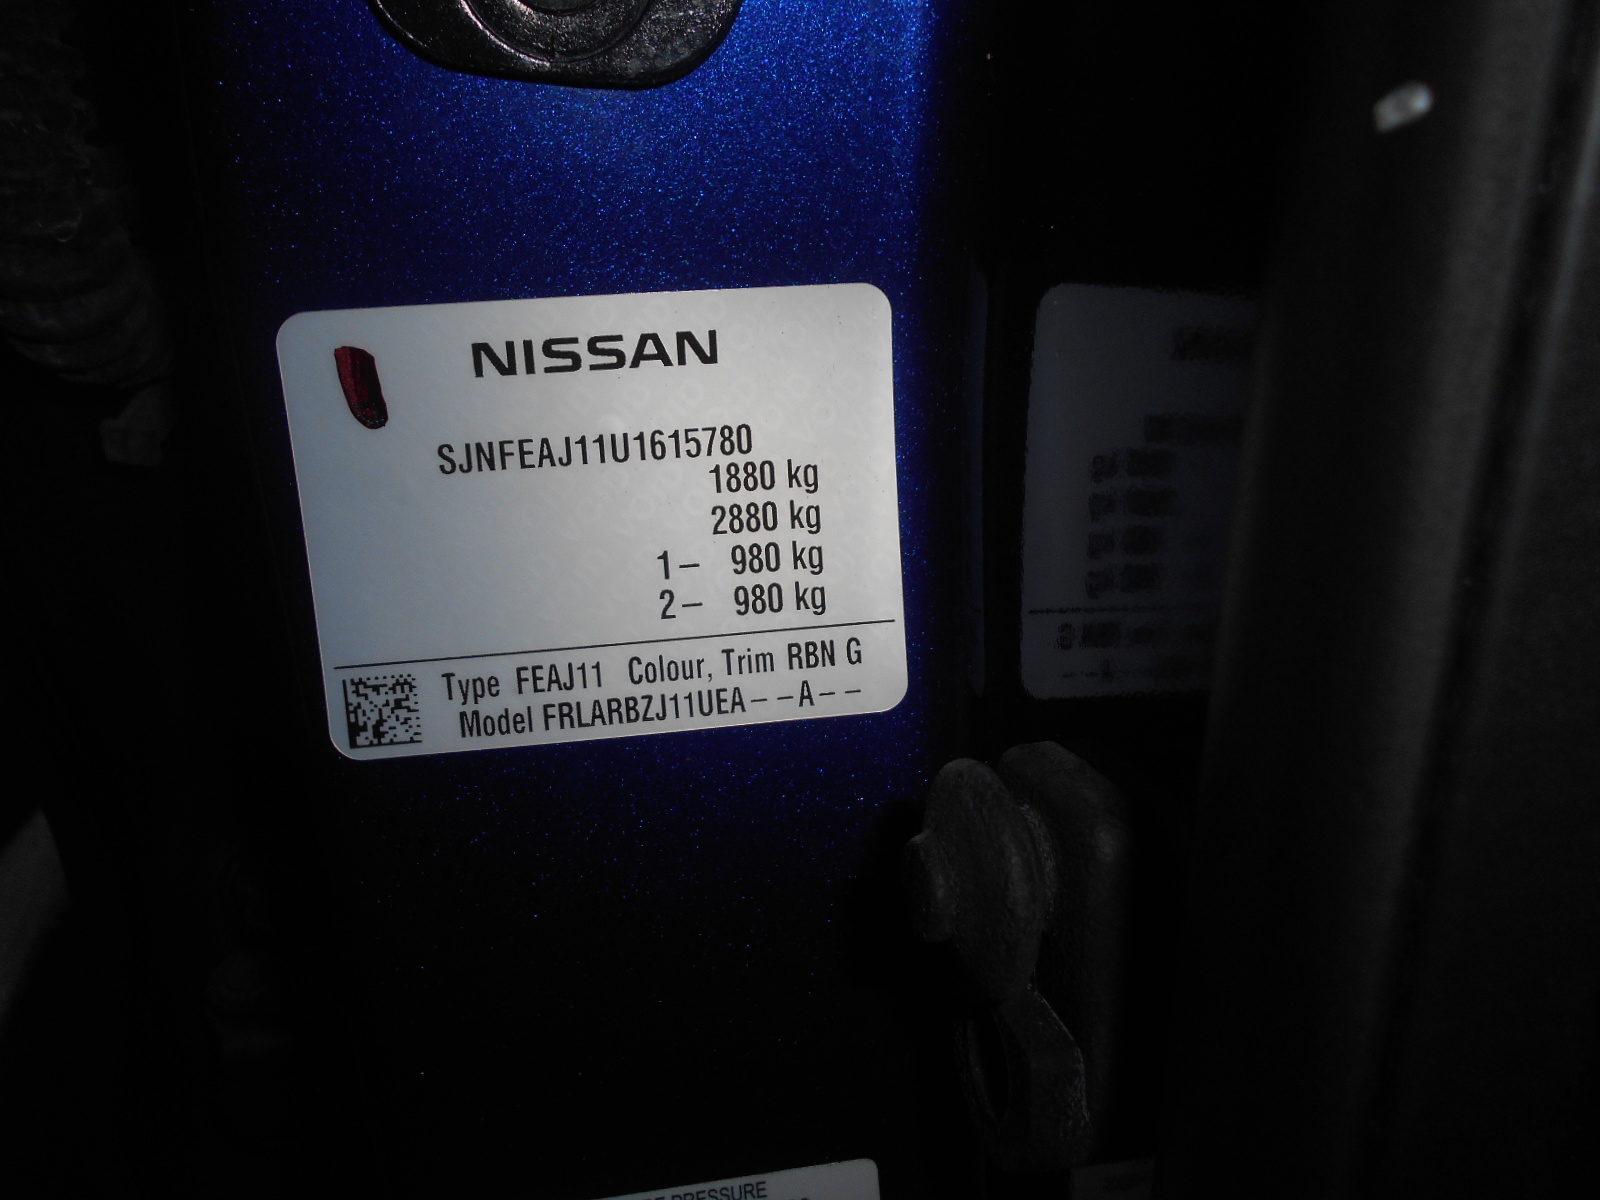 NISSAN
SJNFEAJ11U1615780
1880 kg
2880 kg
1– 980 kg
2– 980 kg
Type FEAJ11 Colour, Trim RBN G
Model FRLARBZJ11UEA- -A- -
PRESSURE